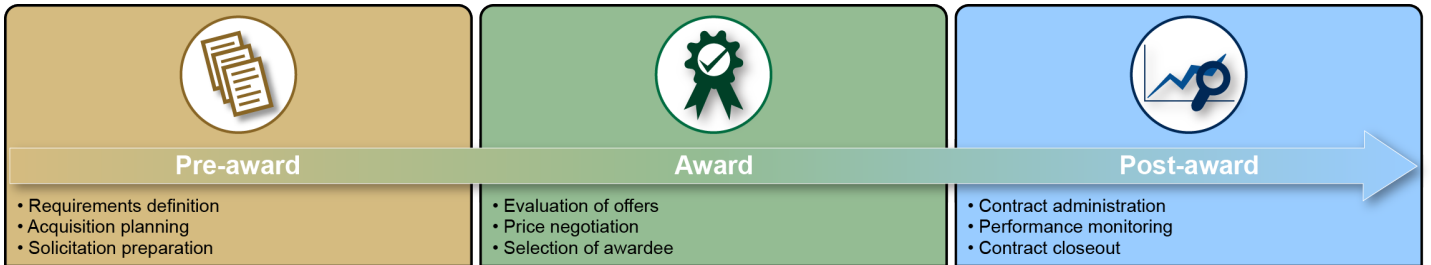 Pre-award
• Requirements definition
• Acquisition planning
• Solicitation preparation
Award
• Evaluation of offers
• Price negotiation
• Selection of awardee
Post-award
• Contract administration
• Performance monitoring
• Contract closeout